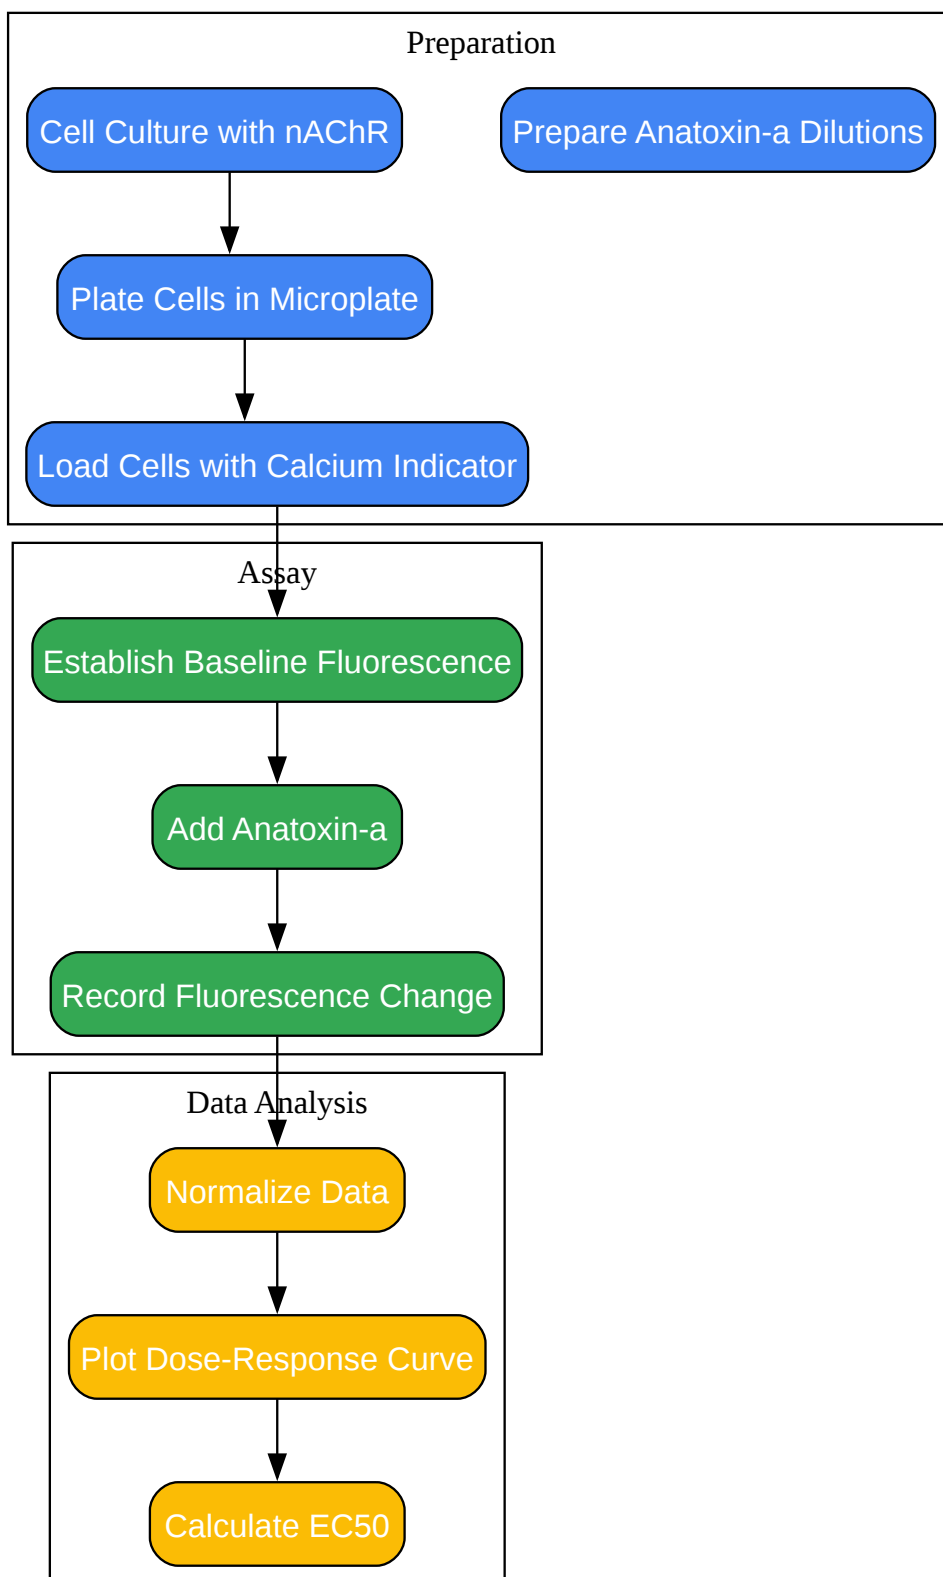 Preparation
Cell Culture with nAChR
Prepare Anatoxin-a Dilutions
Plate Cells in Microplate
Load Cells with Calcium Indicator
Assay
Establish Baseline Fluorescence
Add Anatoxin-a
Record Fluorescence Change
Data Analysis
Normalize Data
Plot Dose-Response Curve
Calculate EC50